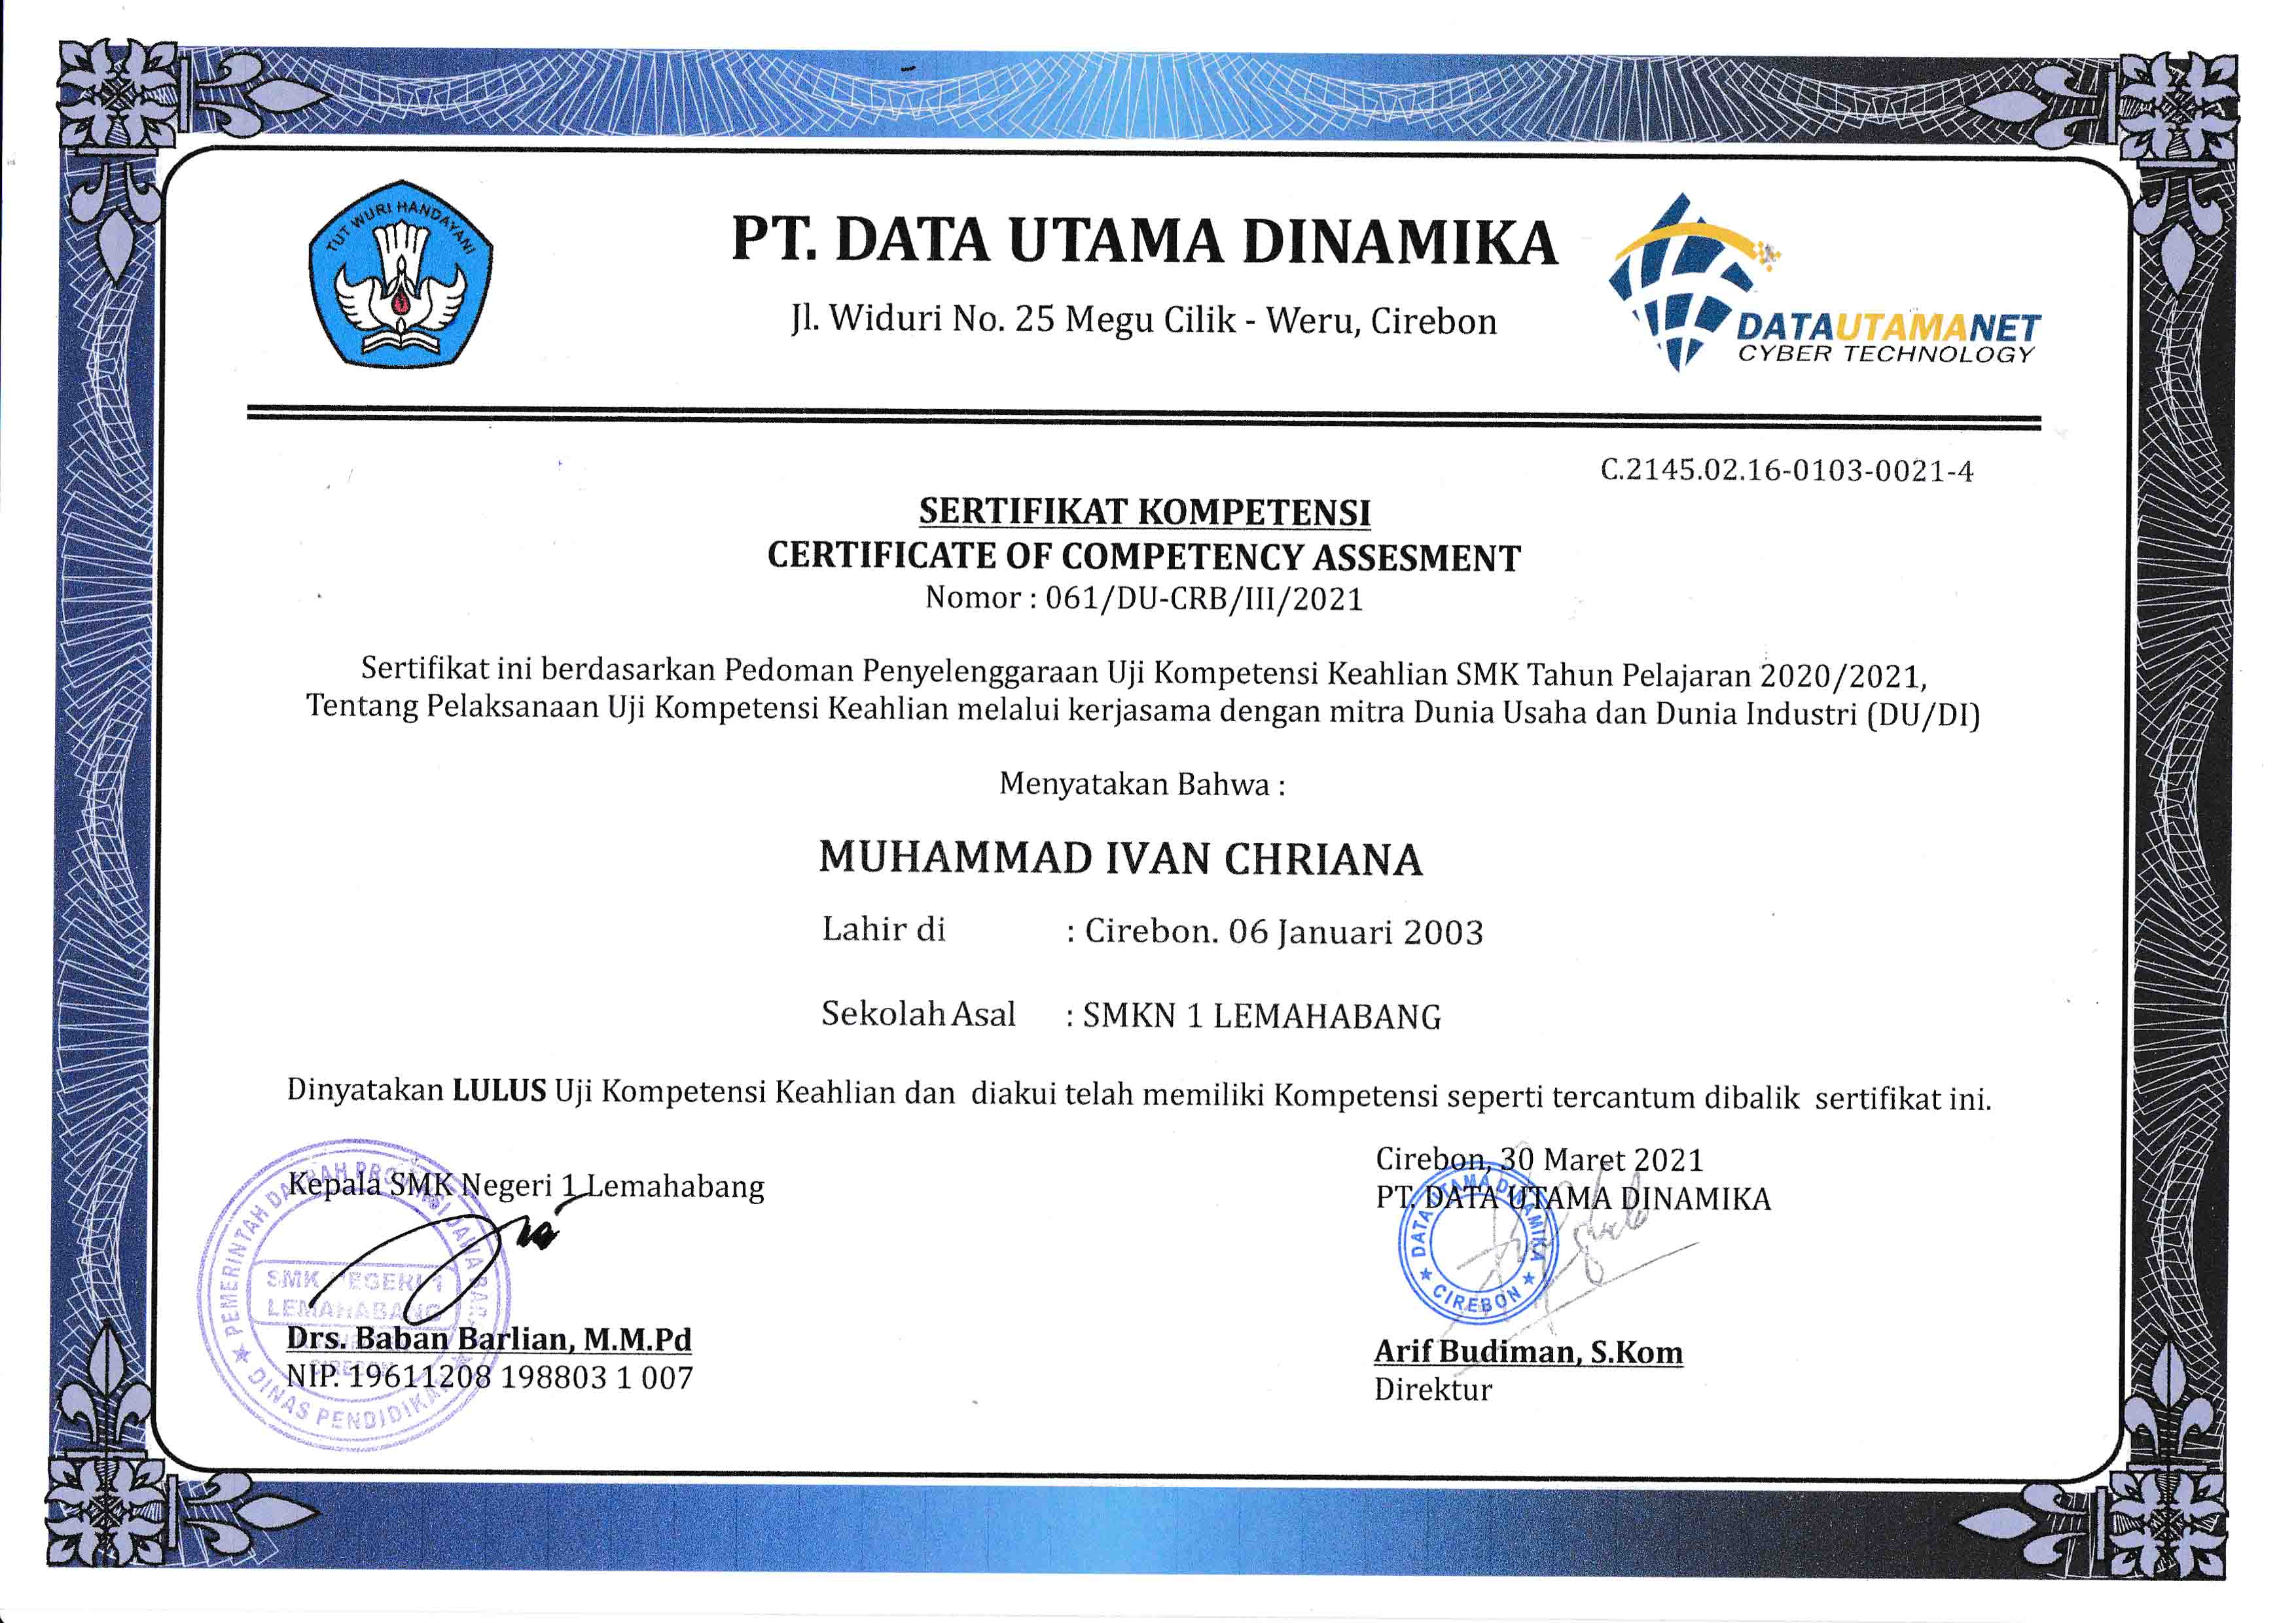 TUT WURI HANDAYANI
PT. DATA UTAMA DINAMIKA
Jl. Widuri No. 25 Megu Cilik - Weru, Cirebon
DATAUTAMANET
CYBER TECHNOLOGY
C.2145.02.16-0103-0021-4
SERTIFIKAT KOMPETENSI
CERTIFICATE OF COMPETENCY ASSESMENT
Nomor : 061/DU-CRB/III/2021
Sertifikat ini berdasarkan Pedoman Penyelenggaraan Uji Kompetensi Keahlian SMK Tahun Pelajaran 2020/2021,
Tentang Pelaksanaan Uji Kompetensi Keahlian melalui kerjasama dengan mitra Dunia Usaha dan Dunia Industri (DU/DI)
Menyatakan Bahwa :
MUHAMMAD IVAN CHRIANA
Lahir di : Cirebon. 06 Januari 2003
Sekolah Asal : SMKN 1 LEMAHABANG
Dinyatakan LULUS Uji Kompetensi Keahlian dan diakui telah memiliki Kompetensi seperti tercantum dibalik sertifikat ini.
Kepala SMK Negeri 1 Lemahabang
PEMERINTAH DAERAH PROVINSI JAWA BARAT
SMK NEGERI 1
LEMAHABANG
CIREBON
DINAS PENDIDIKAN
Drs. Baban Barlian, M.M.Pd
NIP. 19611208 198803 1 007
Cirebon, 30 Maret 2021
PT. DATA UTAMA DINAMIKA
DATA UTAMA DINAMIKA
CIREBON
Arif Budiman, S.Kom
Direktur